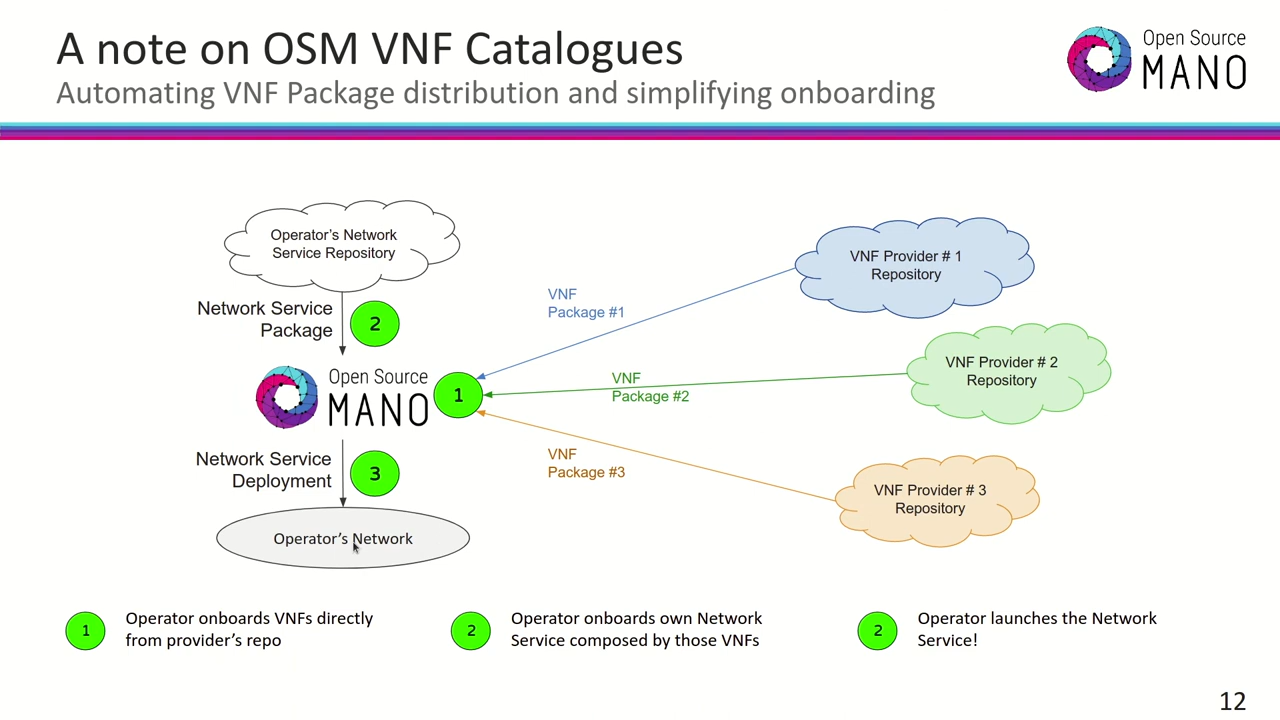 A note on OSM VNF Catalogues
Automating VNF Package distribution and simplifying onboarding
Open Source
MANO
Operator's Network
Service Repository
Network Service
Package
2
Open Source
MANO
1
Network Service
Deployment
3
Operator's Network
VNF
Package #1
VNF
Package #2
VNF
Package #3
VNF Provider # 1
Repository
VNF Provider # 2
Repository
VNF Provider # 3
Repository
1
Operator onboards VNFs directly
from provider's repo
2
Operator onboards own Network
Service composed by those VNFs
2
Operator launches the Network
Service!
12